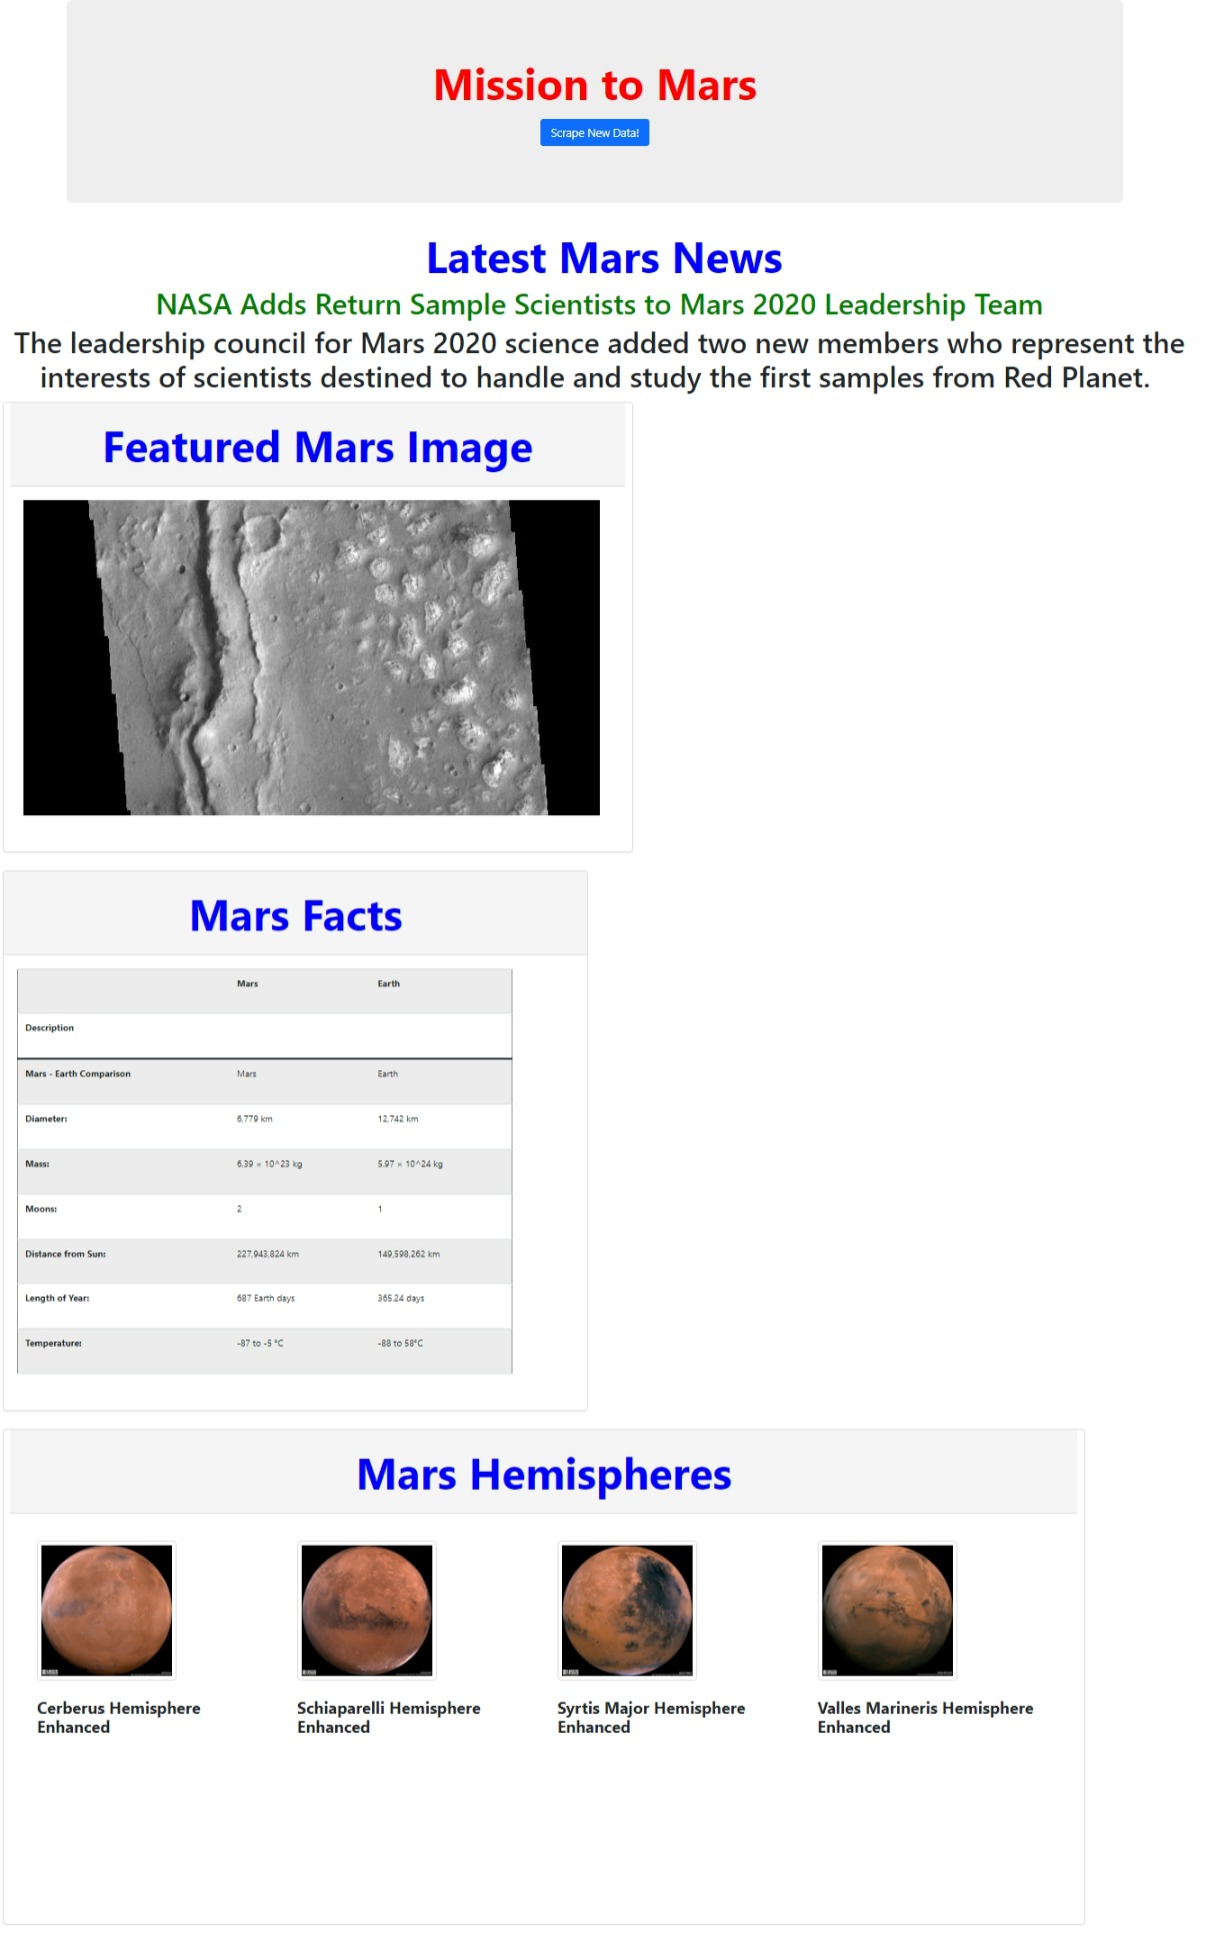 Mission to Mars
Scrape New Data!
Latest Mars News
NASA Adds Return Sample Scientists to Mars 2020 Leadership Team
The leadership council for Mars 2020 science added two new members who represent the
interests of scientists destined to handle and study the first samples from Red Planet.
Featured Mars Image
Mars Facts
Mars Earth
Description
Mars - Earth Comparison Mars Earth
Diameter: 6,779 km 12,742 km
Mass: 6.39 × 10^23 kg 5.97 × 10^24 kg
Moons: 2 1
Distance from Sun: 227,943,824 km 149,598,262 km
Length of Year: 687 Earth days 365.24 days
Temperature: -87 to -5 °C -88 to 58°C
Mars Hemispheres
Cerberus Hemisphere
Enhanced
Schiaparelli Hemisphere
Enhanced
Syrtis Major Hemisphere
Enhanced
Valles Marineris Hemisphere
Enhanced